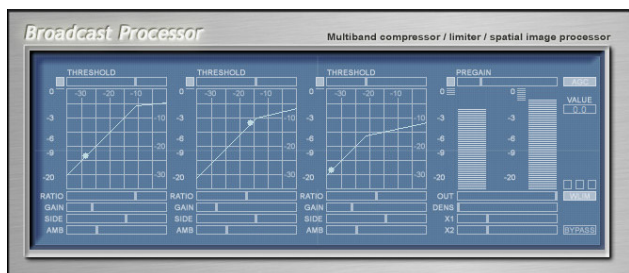 Broadcast Processor
Multiband compressor / limiter / spatial image processor
THRESHOLD THRESHOLD THRESHOLD PREGAIN AGC
0 -30 -20 -10 0 -30 -20 -10 0 -30 -20 -10 0 0
VALUE
0.0
-3 -10 -3 -10 -3 -10 -3 -3
-6 -20 -6 -20 -6 -20 -6 -6
-9 -9 -9 -9 -9
-20 -30 -20 -30 -20 -30 -20 -20
RATIO RATIO RATIO OUT WLIM
GAIN GAIN GAIN DENS
SIDE SIDE SIDE X1
AMB AMB AMB X2 BYPASS